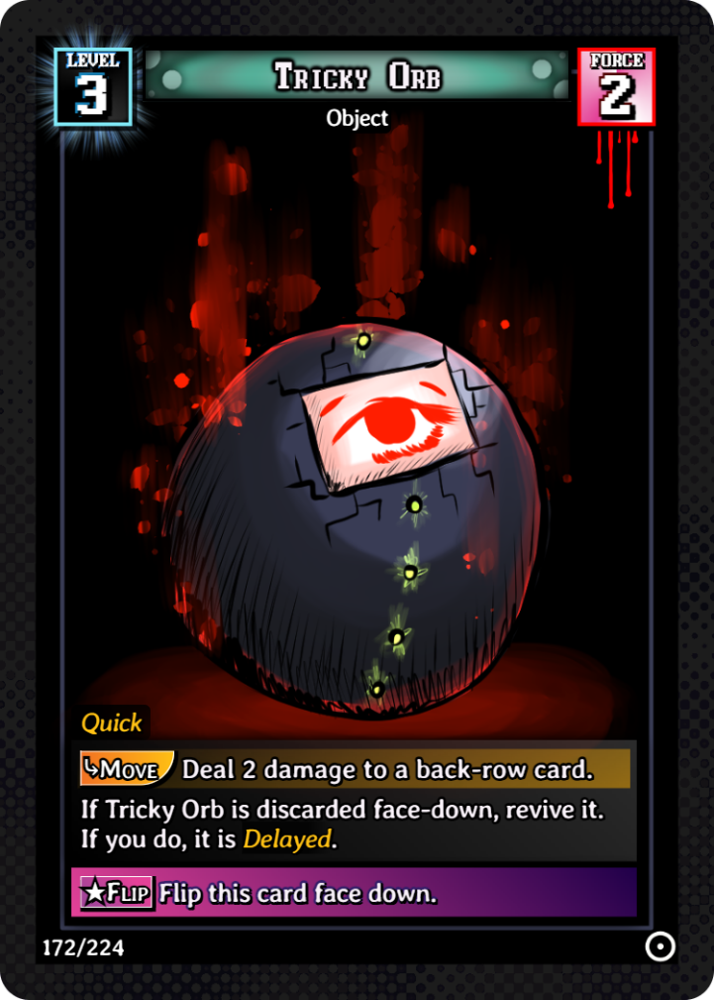 LEVEL
3
Tricky Orb
FORCE
2
Object
Quick
↳Move Deal 2 damage to a back-row card.
If Tricky Orb is discarded face-down, revive it.
If you do, it is Delayed.
★Flip Flip this card face down.
172/224